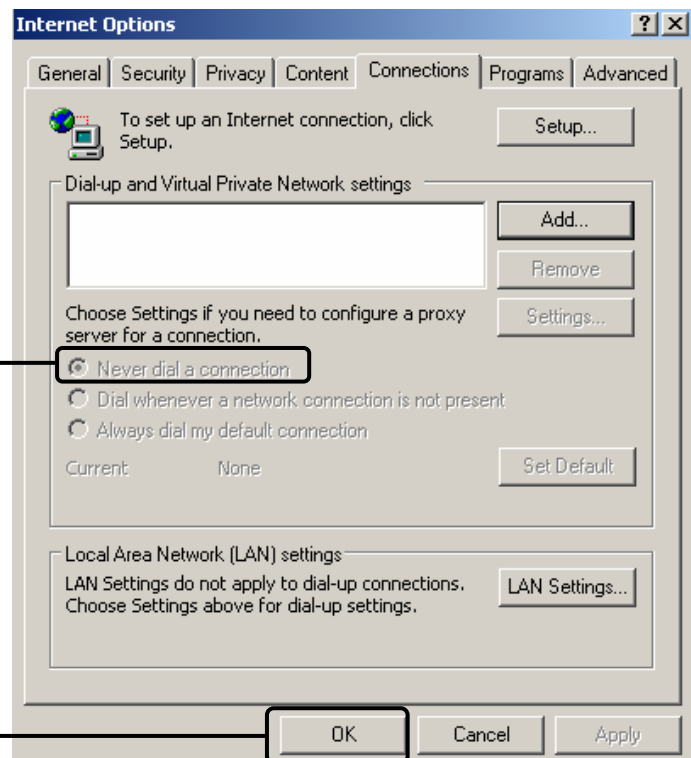 Internet Options ? X
General Security Privacy Content Connections Programs Advanced
To set up an Internet connection, click
Setup.
Setup...
Dial-up and Virtual Private Network settings
Add...
Remove
Choose Settings if you need to configure a proxy
server for a connection.
Settings...
Never dial a connection
Dial whenever a network connection is not present
Always dial my default connection
Current None Set Default
Local Area Network (LAN) settings
LAN Settings do not apply to dial-up connections.
Choose Settings above for dial-up settings.
LAN Settings...
OK Cancel Apply